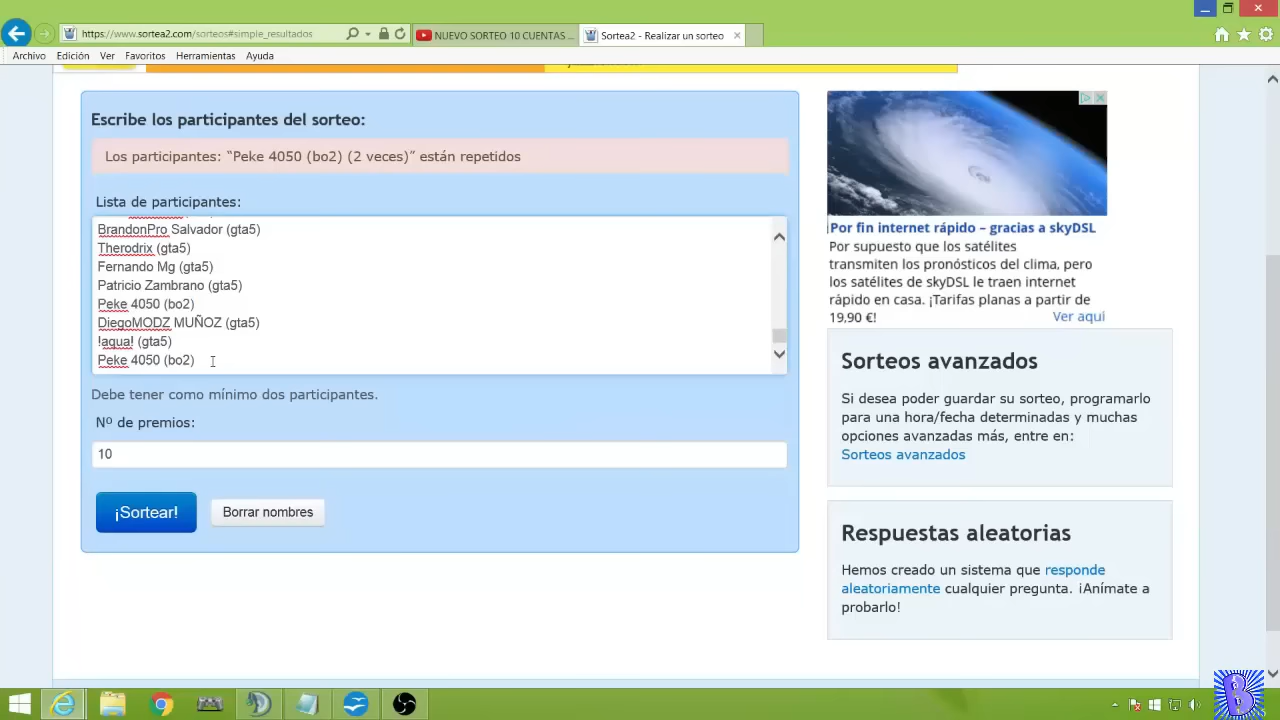 https://www.sortea2.com/sorteos#simple_resultados
NUEVO SORTEO 10 CUENTAS ...
Sortea2 - Realizar un sorteo
Archivo Edición Ver Favoritos Herramientas Ayuda
Escribe los participantes del sorteo:
Los participantes: “Peke 4050 (bo2) (2 veces)” están repetidos
Lista de participantes:
BrandonPro Salvador (gta5)
Therodrix (gta5)
Fernando Mg (gta5)
Patricio Zambrano (gta5)
Peke 4050 (bo2)
DiegoMODZ MUÑOZ (gta5)
!aqua! (gta5)
Peke 4050 (bo2)
Debe tener como mínimo dos participantes.
Nº de premios:
10
¡Sortear!
Borrar nombres
Por fin internet rápido – gracias a skyDSL
Por supuesto que los satélites
transmiten los pronósticos del clima, pero
los satélites de skyDSL le traen internet
rápido en casa. ¡Tarifas planas a partir de
19,90 €!
Ver aquí
Sorteos avanzados
Si desea poder guardar su sorteo, programarlo
para una hora/fecha determinadas y muchas
opciones avanzadas más, entre en:
Sorteos avanzados
Respuestas aleatorias
Hemos creado un sistema que responde
aleatoriamente cualquier pregunta. ¡Anímate a
probarlo!